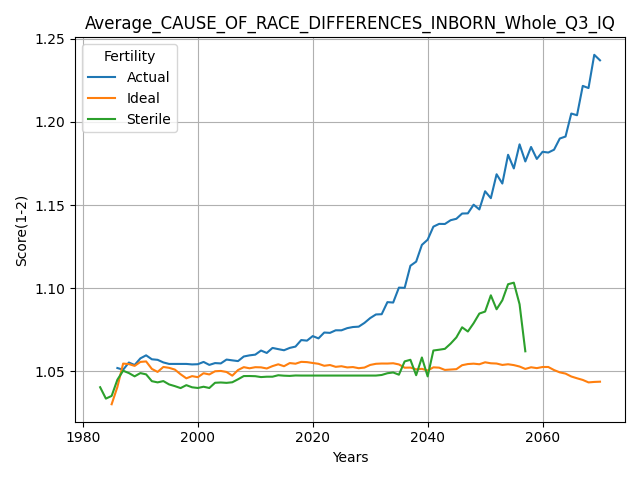 Average_CAUSE_OF_RACE_DIFFERENCES_INBORN_Whole_Q3_IQ
Score(1-2)
1.25
1.20
1.15
1.10
1.05
Fertility
Actual
Ideal
Sterile
1980
2000
2020
2040
2060
Years